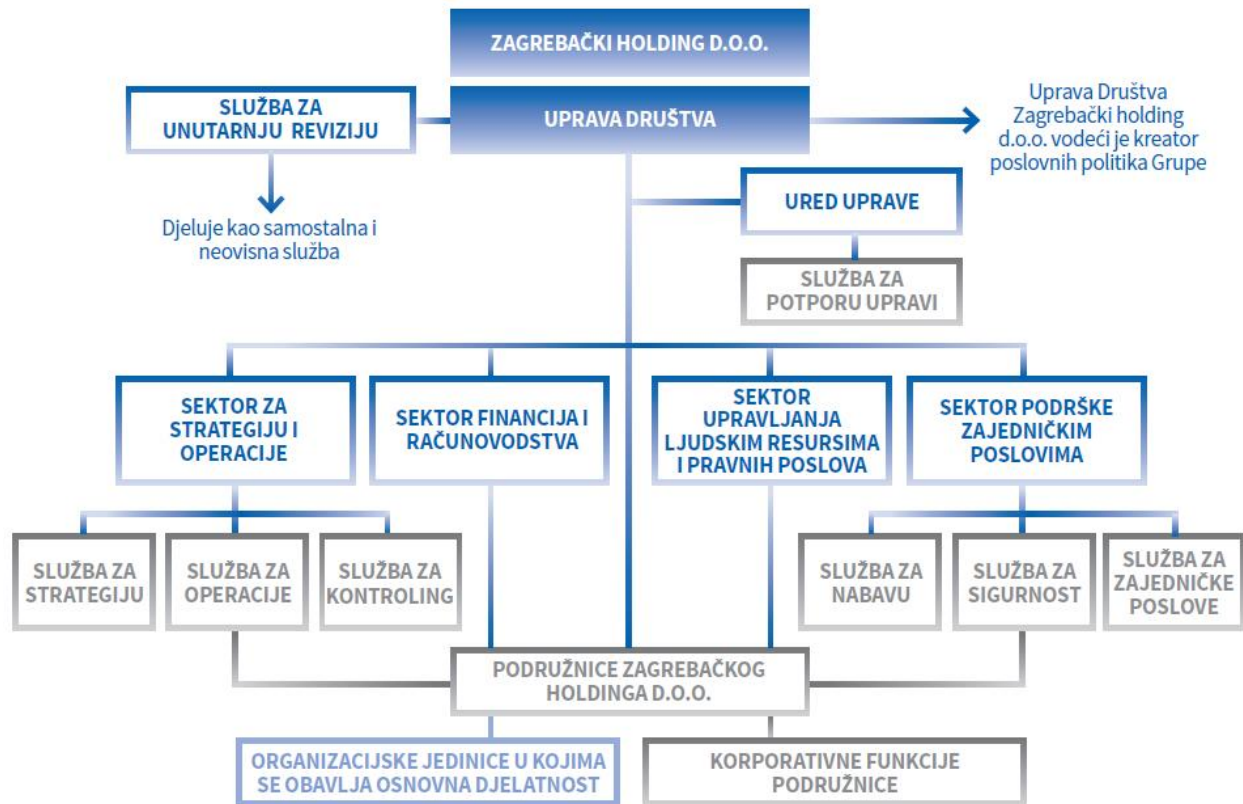 ZAGREBAČKI HOLDING D.O.O.
SLUŽBA ZA
UNUTARNJU REVIZIJU
UPRAVA DRUŠTVA
Uprava Društva
Zagrebački holding
d.o.o. vodeći je kreator
poslovnih politika Grupe
Djeluje kao samostalna i
neovisna služba
URED UPRAVE
SLUŽBA ZA
POTPORU UPRAVI
SEKTOR ZA
STRATEGIJU I
OPERACIJE
SEKTOR FINANCIJA I
RAČUNOVODSTVA
SEKTOR
UPRAVLJANJA
LJUDSKIM RESURSIMA
I PRAVNIH POSLOVA
SEKTOR PODRŠKE
ZAJEDNIČKIM
POSLOVIMA
SLUŽBA ZA
STRATEGIJU
SLUŽBA ZA
OPERACIJE
SLUŽBA ZA
KONTROLING
SLUŽBA ZA
NABAVU
SLUŽBA ZA
SIGURNOST
SLUŽBA ZA
ZAJEDNIČKE
POSLOVE
PODRUŽNICE ZAGREBAČKOG
HOLDINGA D.O.O.
ORGANIZACIJSKE JEDINICE U KOJIMA
SE OBAVLJA OSNOVNA DJELATNOST
KORPORATIVNE FUNKCIJE
PODRUŽNICE